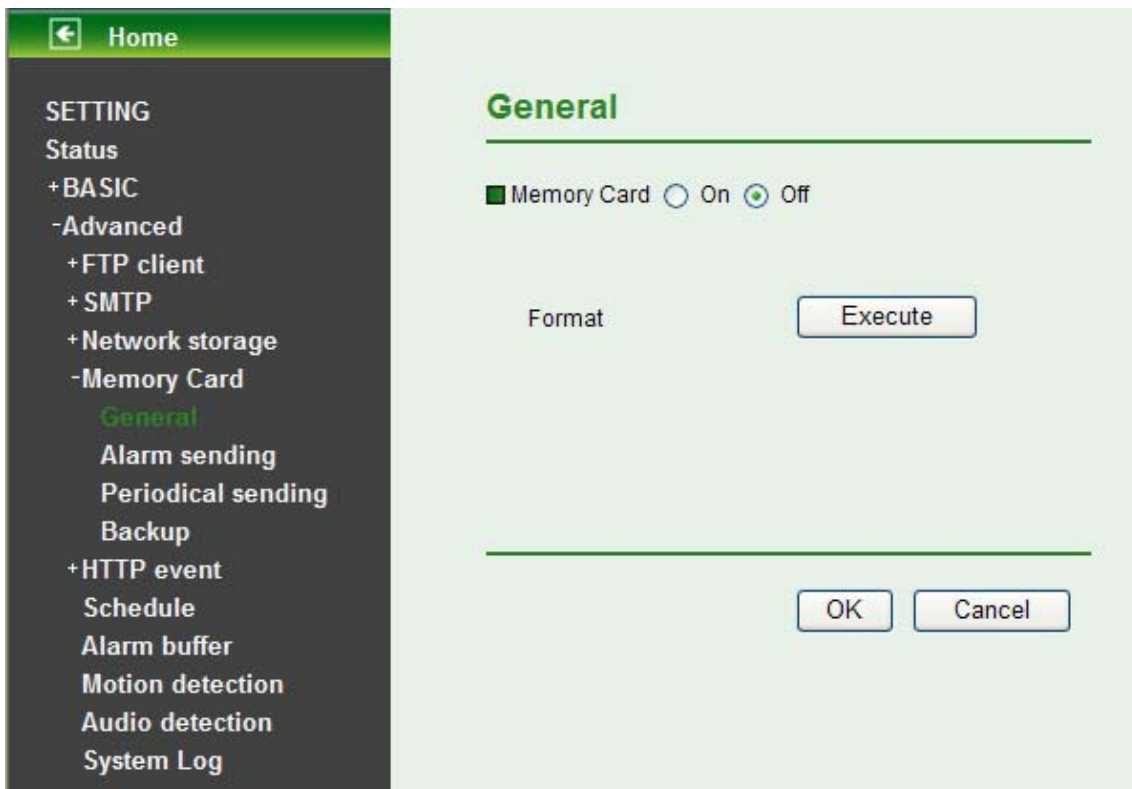 Home
SETTING
Status
+BASIC
-Advanced
+FTP client
+SMTP
+Network storage
-Memory Card
General
Alarm sending
Periodical sending
Backup
+HTTP event
Schedule
Alarm buffer
Motion detection
Audio detection
System Log
General
Memory Card On Off
Format Execute
OK Cancel